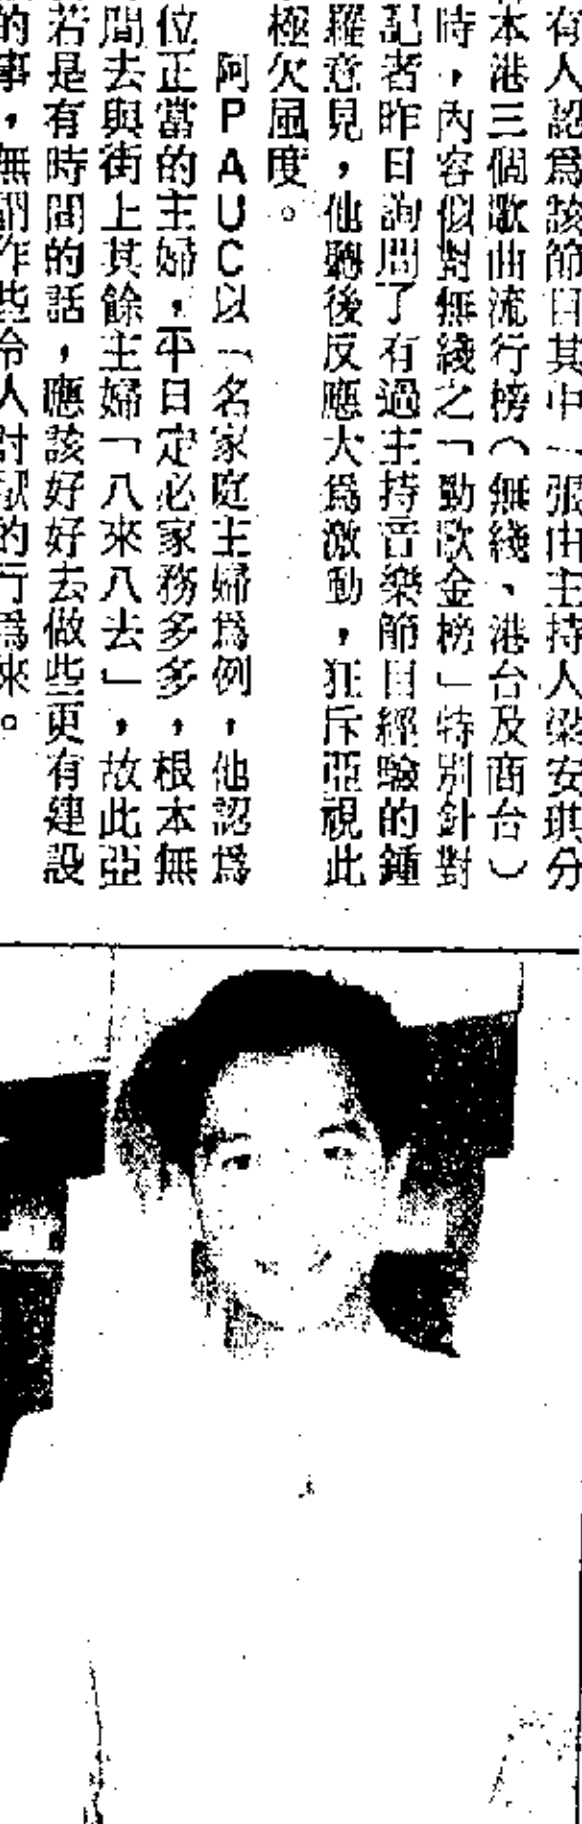 有人認爲該節目其中一張由主持人梁安琪分
本港三個歌曲流行榜（無綫、港台及商台）
時，內容似對無綫之「勁歌金榜」特別針對
記者昨日詢問了有過主持音樂節目經驗的鍾
羅意見，他聽後反應大爲激動，狂斥亞視此
極欠風度。
阿PAUC以一名家庭主婦爲例，他認爲
位正當的主婦，平日定必家務多多，根本無
間去與街上其餘主婦「八來八去」，故此亞
若是有時間的話，應該好好去做些更有建設
的事，無謂作些令人討厭的行爲來。